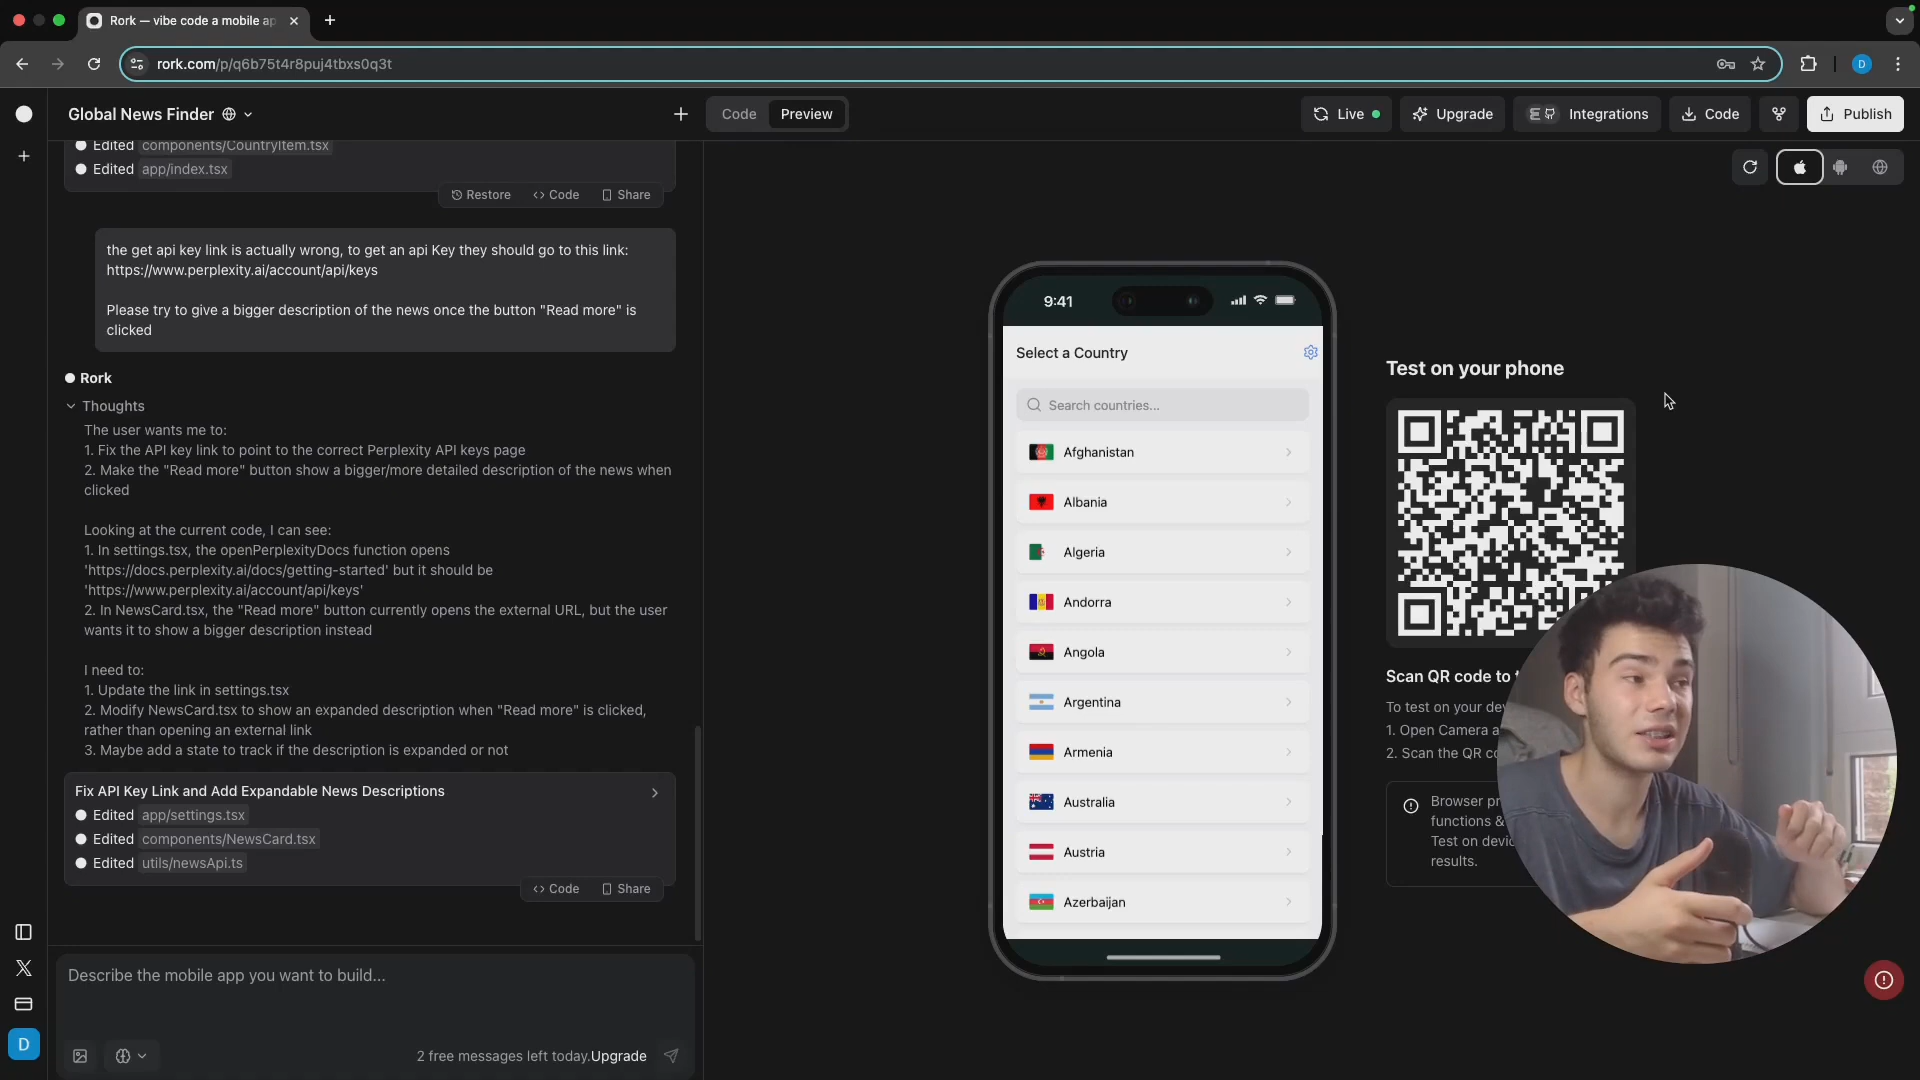 Rork — vibe code a mobile ap
rork.com/p/q6b75t4r8puj4tbxs0q3t
D
Global News Finder
Code
Preview
Live
Upgrade
Integrations
Code
Publish
Edited components/CountryItem.tsx
Edited app/index.tsx
Restore
Code
Share
the get api key link is actually wrong, to get an api Key they should go to this link:
https://www.perplexity.ai/account/api/keys
Please try to give a bigger description of the news once the button "Read more" is
clicked
Rork
Thoughts
The user wants me to:
1. Fix the API key link to point to the correct Perplexity API keys page
2. Make the "Read more" button show a bigger/more detailed description of the news when
clicked
Looking at the current code, I can see:
1. In settings.tsx, the openPerplexityDocs function opens
'https://docs.perplexity.ai/docs/getting-started' but it should be
'https://www.perplexity.ai/account/api/keys'
2. In NewsCard.tsx, the "Read more" button currently opens the external URL, but the user
wants it to show a bigger description instead
I need to:
1. Update the link in settings.tsx
2. Modify NewsCard.tsx to show an expanded description when "Read more" is clicked,
rather than opening an external link
3. Maybe add a state to track if the description is expanded or not
Fix API Key Link and Add Expandable News Descriptions
Edited app/settings.tsx
Edited components/NewsCard.tsx
Edited utils/newsApi.ts
Code
Share
Describe the mobile app you want to build...
2 free messages left today.Upgrade
D
9:41
Select a Country
Search countries...
Afghanistan
Albania
Algeria
Andorra
Angola
Argentina
Armenia
Australia
Austria
Azerbaijan
Test on your phone
Scan QR code to t
To test on your dev
1. Open Camera a
2. Scan the QR co
Browser pr
functions &
Test on devic
results.